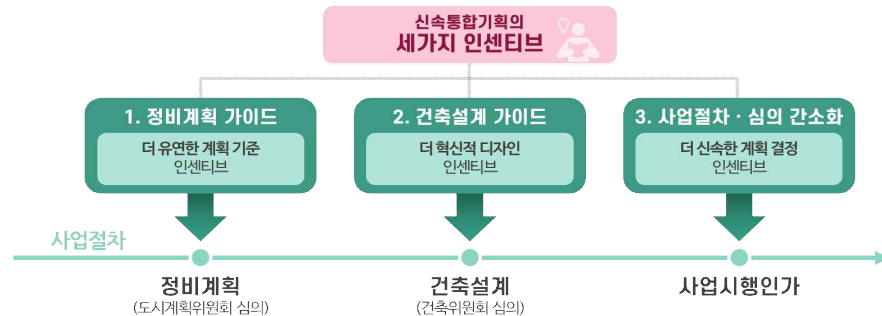 신속통합기획의
세가지 인센티브
1. 정비계획 가이드
더 유연한 계획 기준
인센티브
2. 건축설계 가이드
더 혁신적 디자인
인센티브
3. 사업절차 · 심의 간소화
더 신속한 계획 결정
인센티브
사업절차
정비계획
(도시계획위원회 심의)
건축설계
(건축위원회 심의)
사업시행인가